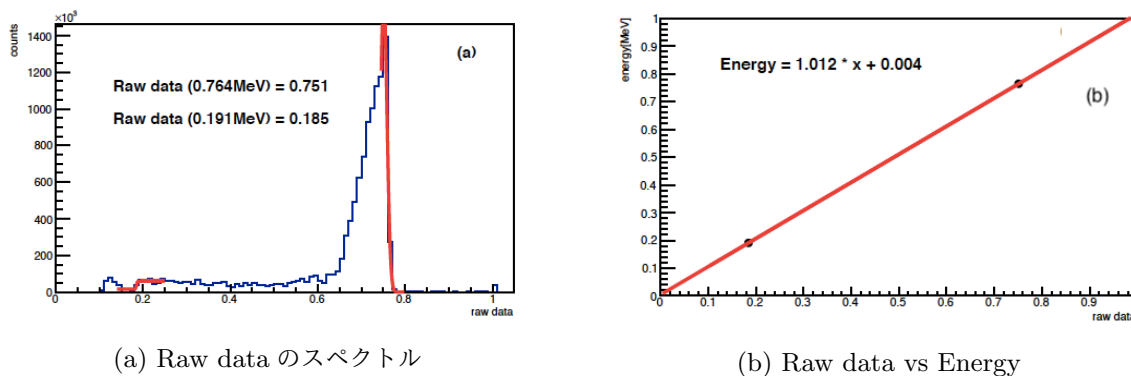 ×10³
counts
1400
1200
1000
800
600
400
200
0
(a)
Raw data (0.764MeV) = 0.751
Raw data (0.191MeV) = 0.185
0 0.2 0.4 0.6 0.8 1
raw data
(a) Raw data のスペクトル
energy[MeV]
1
0.9
0.8
0.7
0.6
0.5
0.4
0.3
0.2
0.1
0
Energy = 1.012 * x + 0.004
(b)
0 0.1 0.2 0.3 0.4 0.5 0.6 0.7 0.8 0.9
raw data
(b) Raw data vs Energy